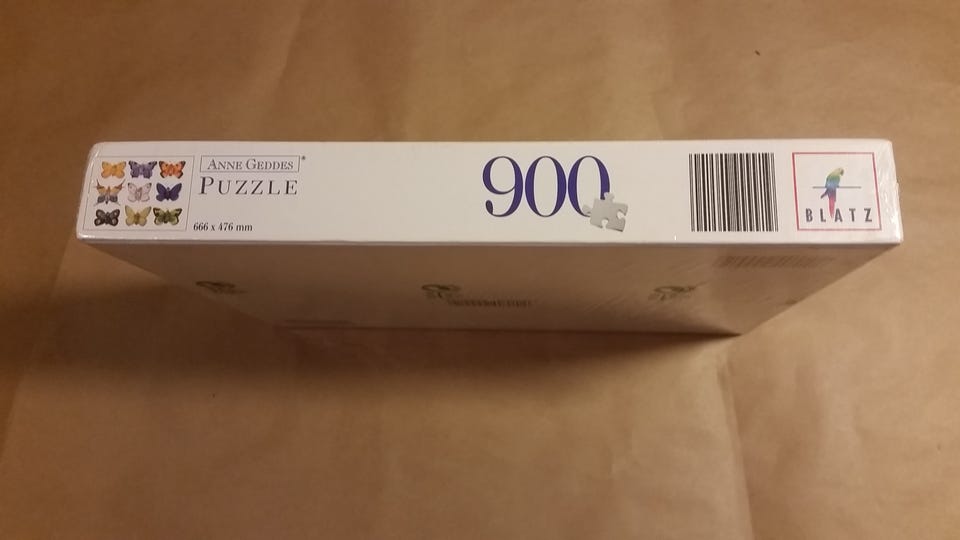 ANNE GEDDES®
PUZZLE
666 x 476 mm
900
BLATZ